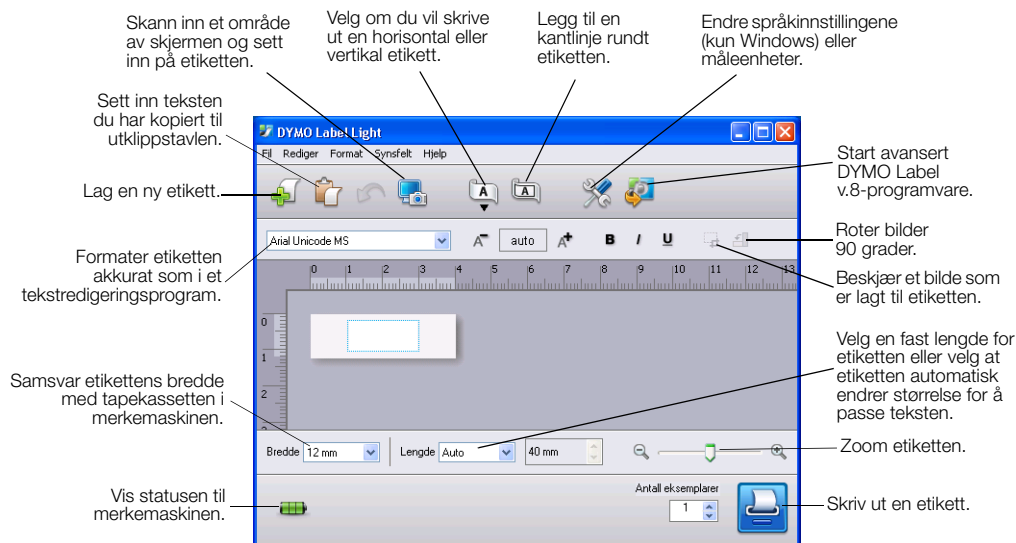 Skann inn et område
av skjermen og sett
inn på etiketten.
Velg om du vil skrive
ut en horisontal eller
vertikal etikett.
Legg til en
kantlinje rundt
etiketten.
Endre språkinnstillingene
(kun Windows) eller
måleenheter.
Sett inn teksten
du har kopiert til
utklippstavlen.
Lag en ny etikett.
Formater etiketten
akkurat som i et
tekstredigeringsprogram.
Samsvar etikettens bredde
med tapekassetten i
merkemaskinen.
Vis statusen til
merkemaskinen.
DYMO Label Light
Fil Rediger Format Synsfelt Hjelp
A A
Arial Unicode MS A- auto A+ B I U
0 1 2 3 4 5 6 7 8 9 10 11 12 13
0
1
2
Bredde 12 mm Lengde Auto 40 mm
Antall eksemplarer
1
Start avansert
DYMO Label
v.8-programvare.
Roter bilder
90 grader.
Beskjær et bilde som
er lagt til etiketten.
Velg en fast lengde for
etiketten eller velg at
etiketten automatisk
endrer størrelse for å
passe teksten.
Zoom etiketten.
Skriv ut en etikett.